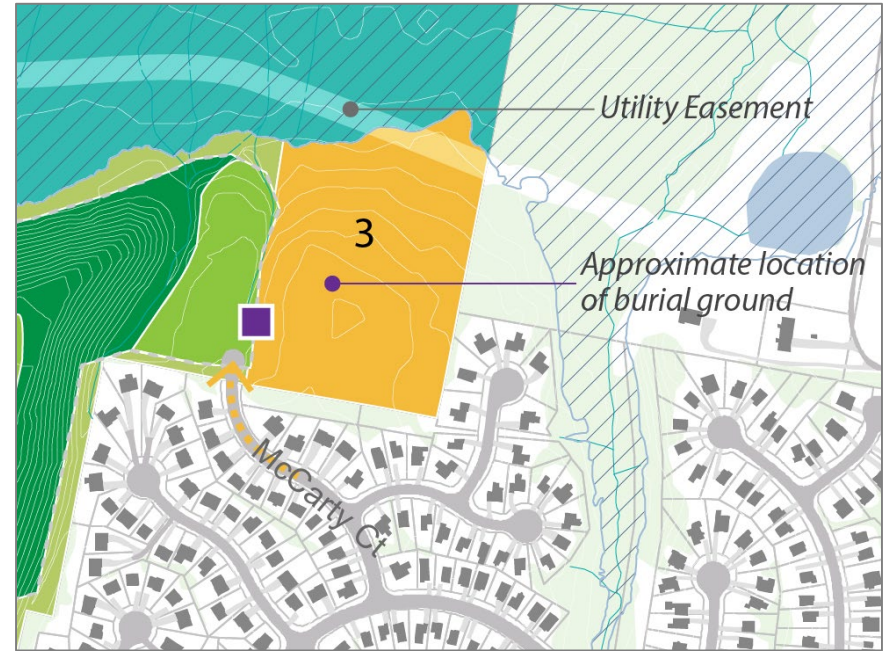 Utility Easement
3
Approximate location
of burial ground
McCarty Ct